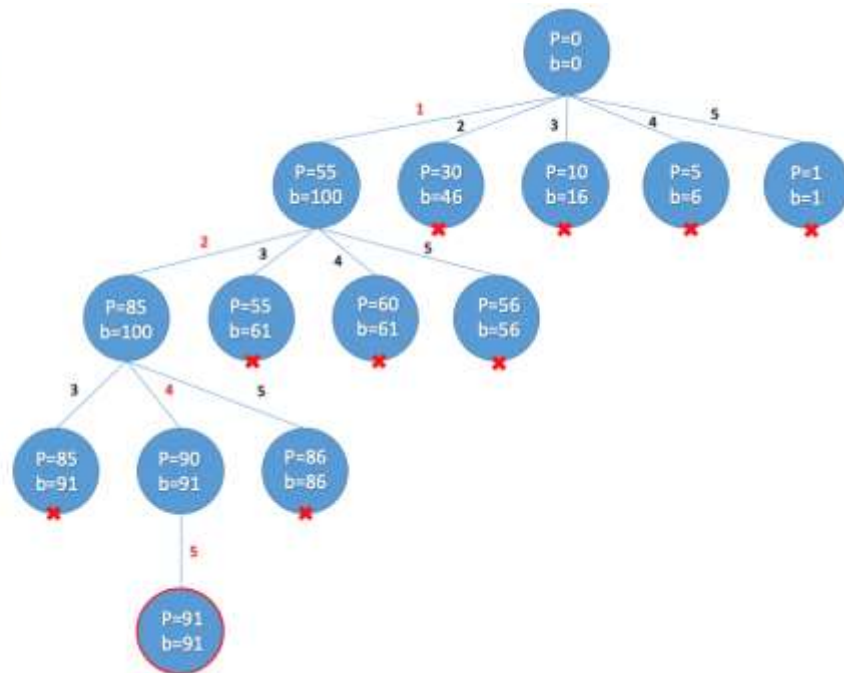 P=0
b=0
1
2
3
4
5
P=55
b=100
P=30
b=46
P=10
b=16
P=5
b=6
P=1
b=1
2
3
4
5
P=85
b=100
P=55
b=61
P=60
b=61
P=56
b=56
3
4
5
P=85
b=91
P=90
b=91
P=86
b=86
5
P=91
b=91